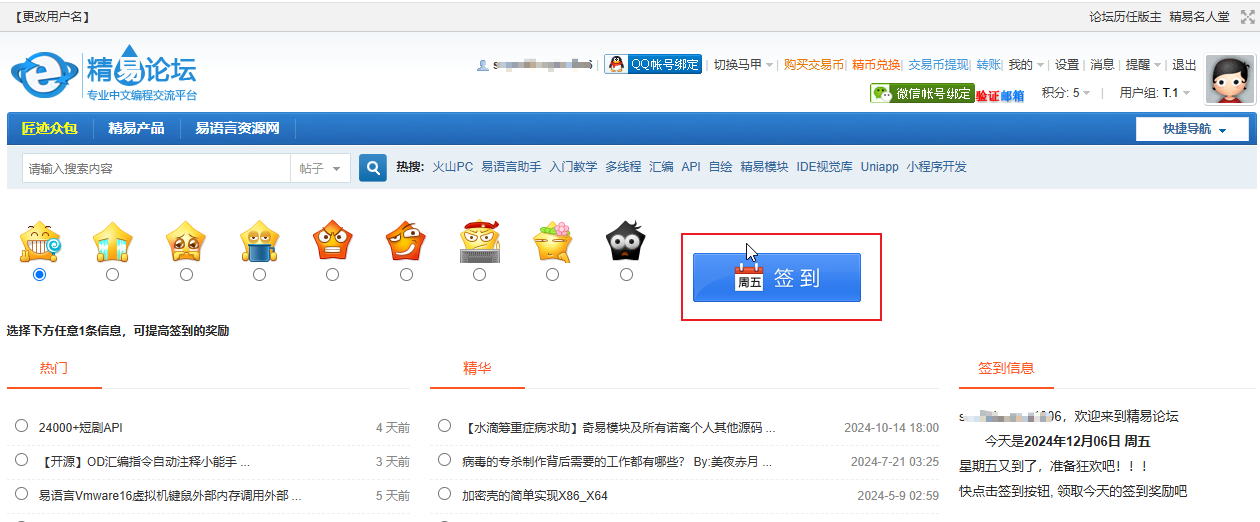 【更改用户名】 论坛历任版主 精易名人堂
精易论坛
专业中文编程交流平台
QQ帐号绑定 | 切换马甲 | 购买交易币| 精币兑换| 交易币提现| 转账| 我的 | 设置 | 消息 | 提醒 | 退出
微信帐号绑定 验证邮箱 积分: 5 | 用户组: T.1
匠迹众包 精易产品 易语言资源网 快捷导航
请输入搜索内容 帖子 热搜: 火山PC 易语言助手 入门教学 多线程 汇编 API 自绘 精易模块 IDE视觉库 Uniapp 小程序开发
周五 签 到
选择下方任意1条信息，可提高签到的奖励
热门 精华 签到信息
24000+短剧API 4 天前
【开源】OD汇编指令自动注释小能手 ... 3 天前
易语言Vmware16虚拟机键鼠外部内存调用外部 ... 5 天前
【水滴筹重症病求助】奇易模块及所有诺离个人其他源码 ... 2024-10-14 18:00
病毒的专杀制作背后需要的工作都有哪些？ By:美夜赤月 ... 2024-7-21 03:25
加密壳的简单实现X86_X64 2024-5-9 02:59
，欢迎来到精易论坛
今天是2024年12月06日 周五
星期五又到了，准备狂欢吧！！！
快点击签到按钮, 领取今天的签到奖励吧